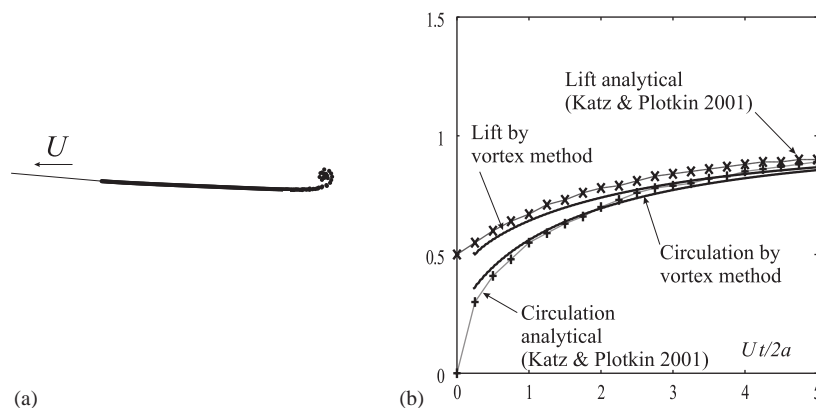 U
(a)
1.5
1
0.5
0
Lift analytical
(Katz & Plotkin 2001)
Lift by
vortex method
Circulation by
vortex method
Circulation
analytical
(Katz & Plotkin 2001)
U t/2a
(b)
0 1 2 3 4 5